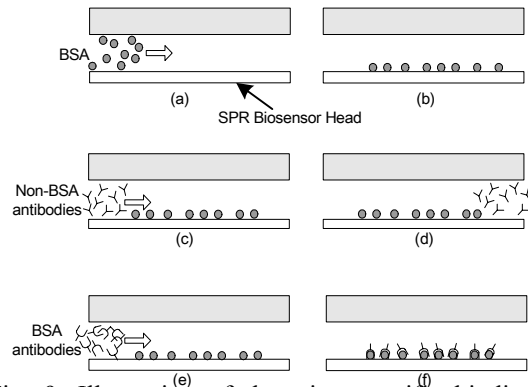 BSA
(a)
(b)
SPR Biosensor Head
Non-BSA
antibodies
(c)
(d)
BSA
antibodies
(e)
(f)